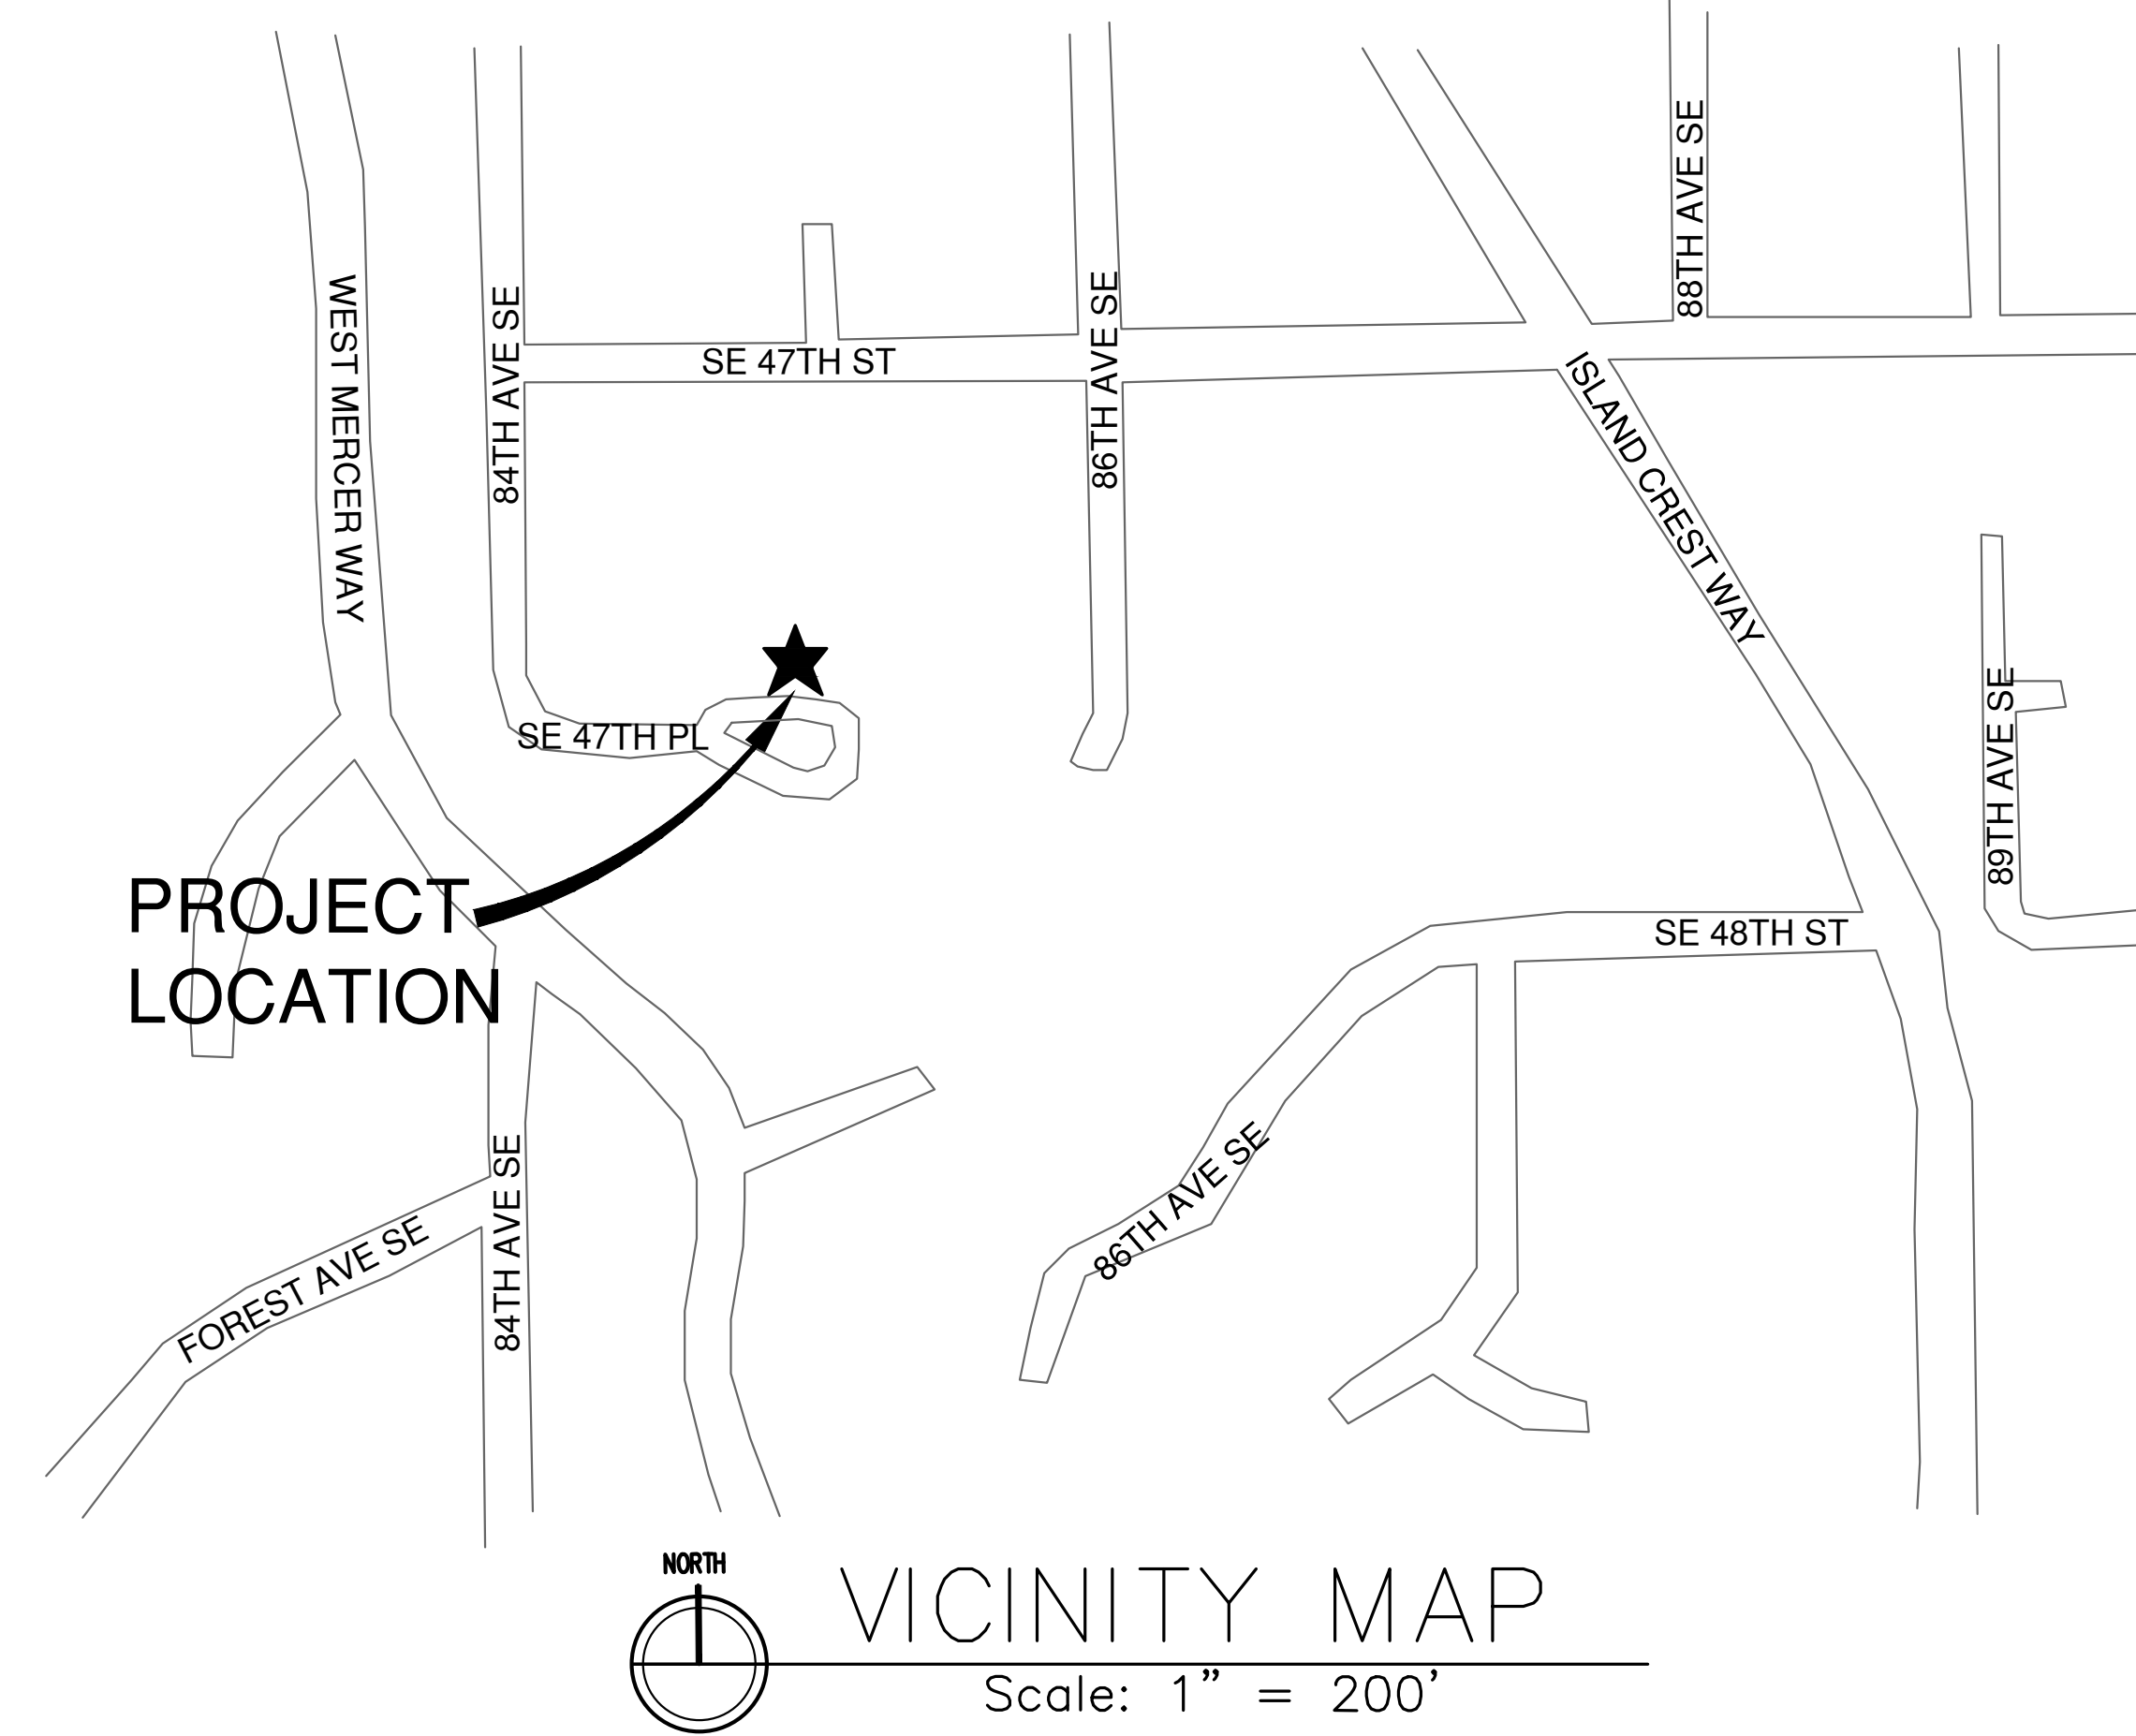 88TH AVE SE
WEST MERCER WAY
84TH AVE SE
SE 47TH ST
86TH AVE SE
ISLAND CREST WAY
SE 47TH PL
89TH AVE SE
PROJECT
LOCATION
SE 48TH ST
84TH AVE SE
86TH AVE SE
FOREST AVE SE
NORTH
VICINITY MAP
Scale: 1" = 200'